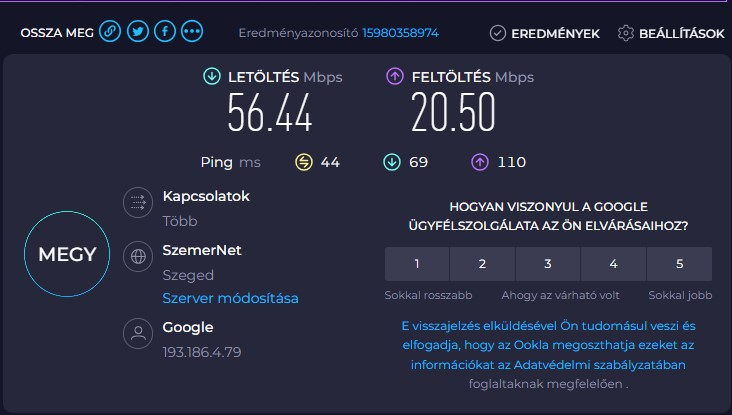 OSSZA MEG
Eredményazonosító 15980358974
EREDMÉNYEK
BEÁLLÍTÁSOK
LETÖLTÉS Mbps
56.44
FELTÖLTÉS Mbps
20.50
Ping ms 44 69 110
MEGY
Kapcsolatok
Több
SzemerNet
Szeged
Szerver módosítása
Google
193.186.4.79
HOGYAN VISZONYUL A GOOGLE
ÜGYFÉLSZOLGÁLATA AZ ÖN ELVÁRÁSAIHOZ?
1 2 3 4 5
Sokkal rosszabb Ahogy az várható volt Sokkal jobb
E visszajelzés elküldésével Ön tudomásul veszi és
elfogadja, hogy az Ookla megoszthatja ezeket az
információkat az Adatvédelmi szabályzatában
foglaltaknak megfelelően .